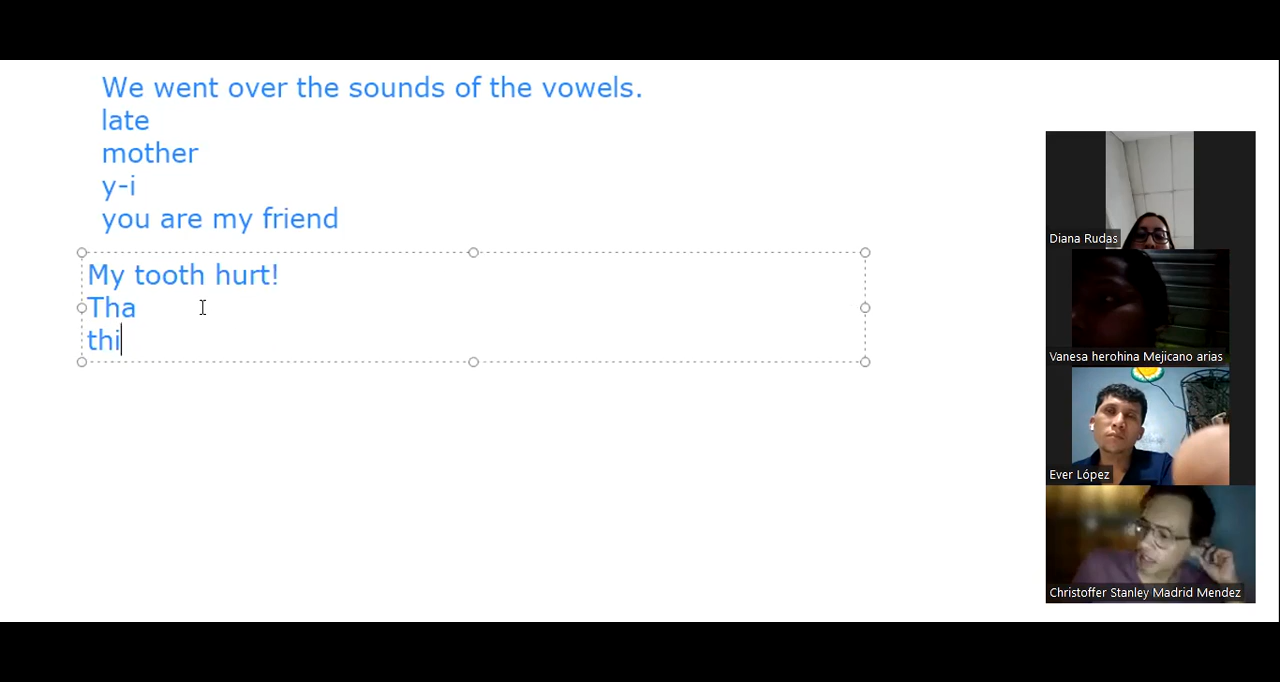 We went over the sounds of the vowels.
late
mother
y-i
you are my friend
My tooth hurt!
Tha
thi
Diana Rudas
Vanesa herohina Mejicano arias
Ever López
Christoffer Stanley Madrid Mendez